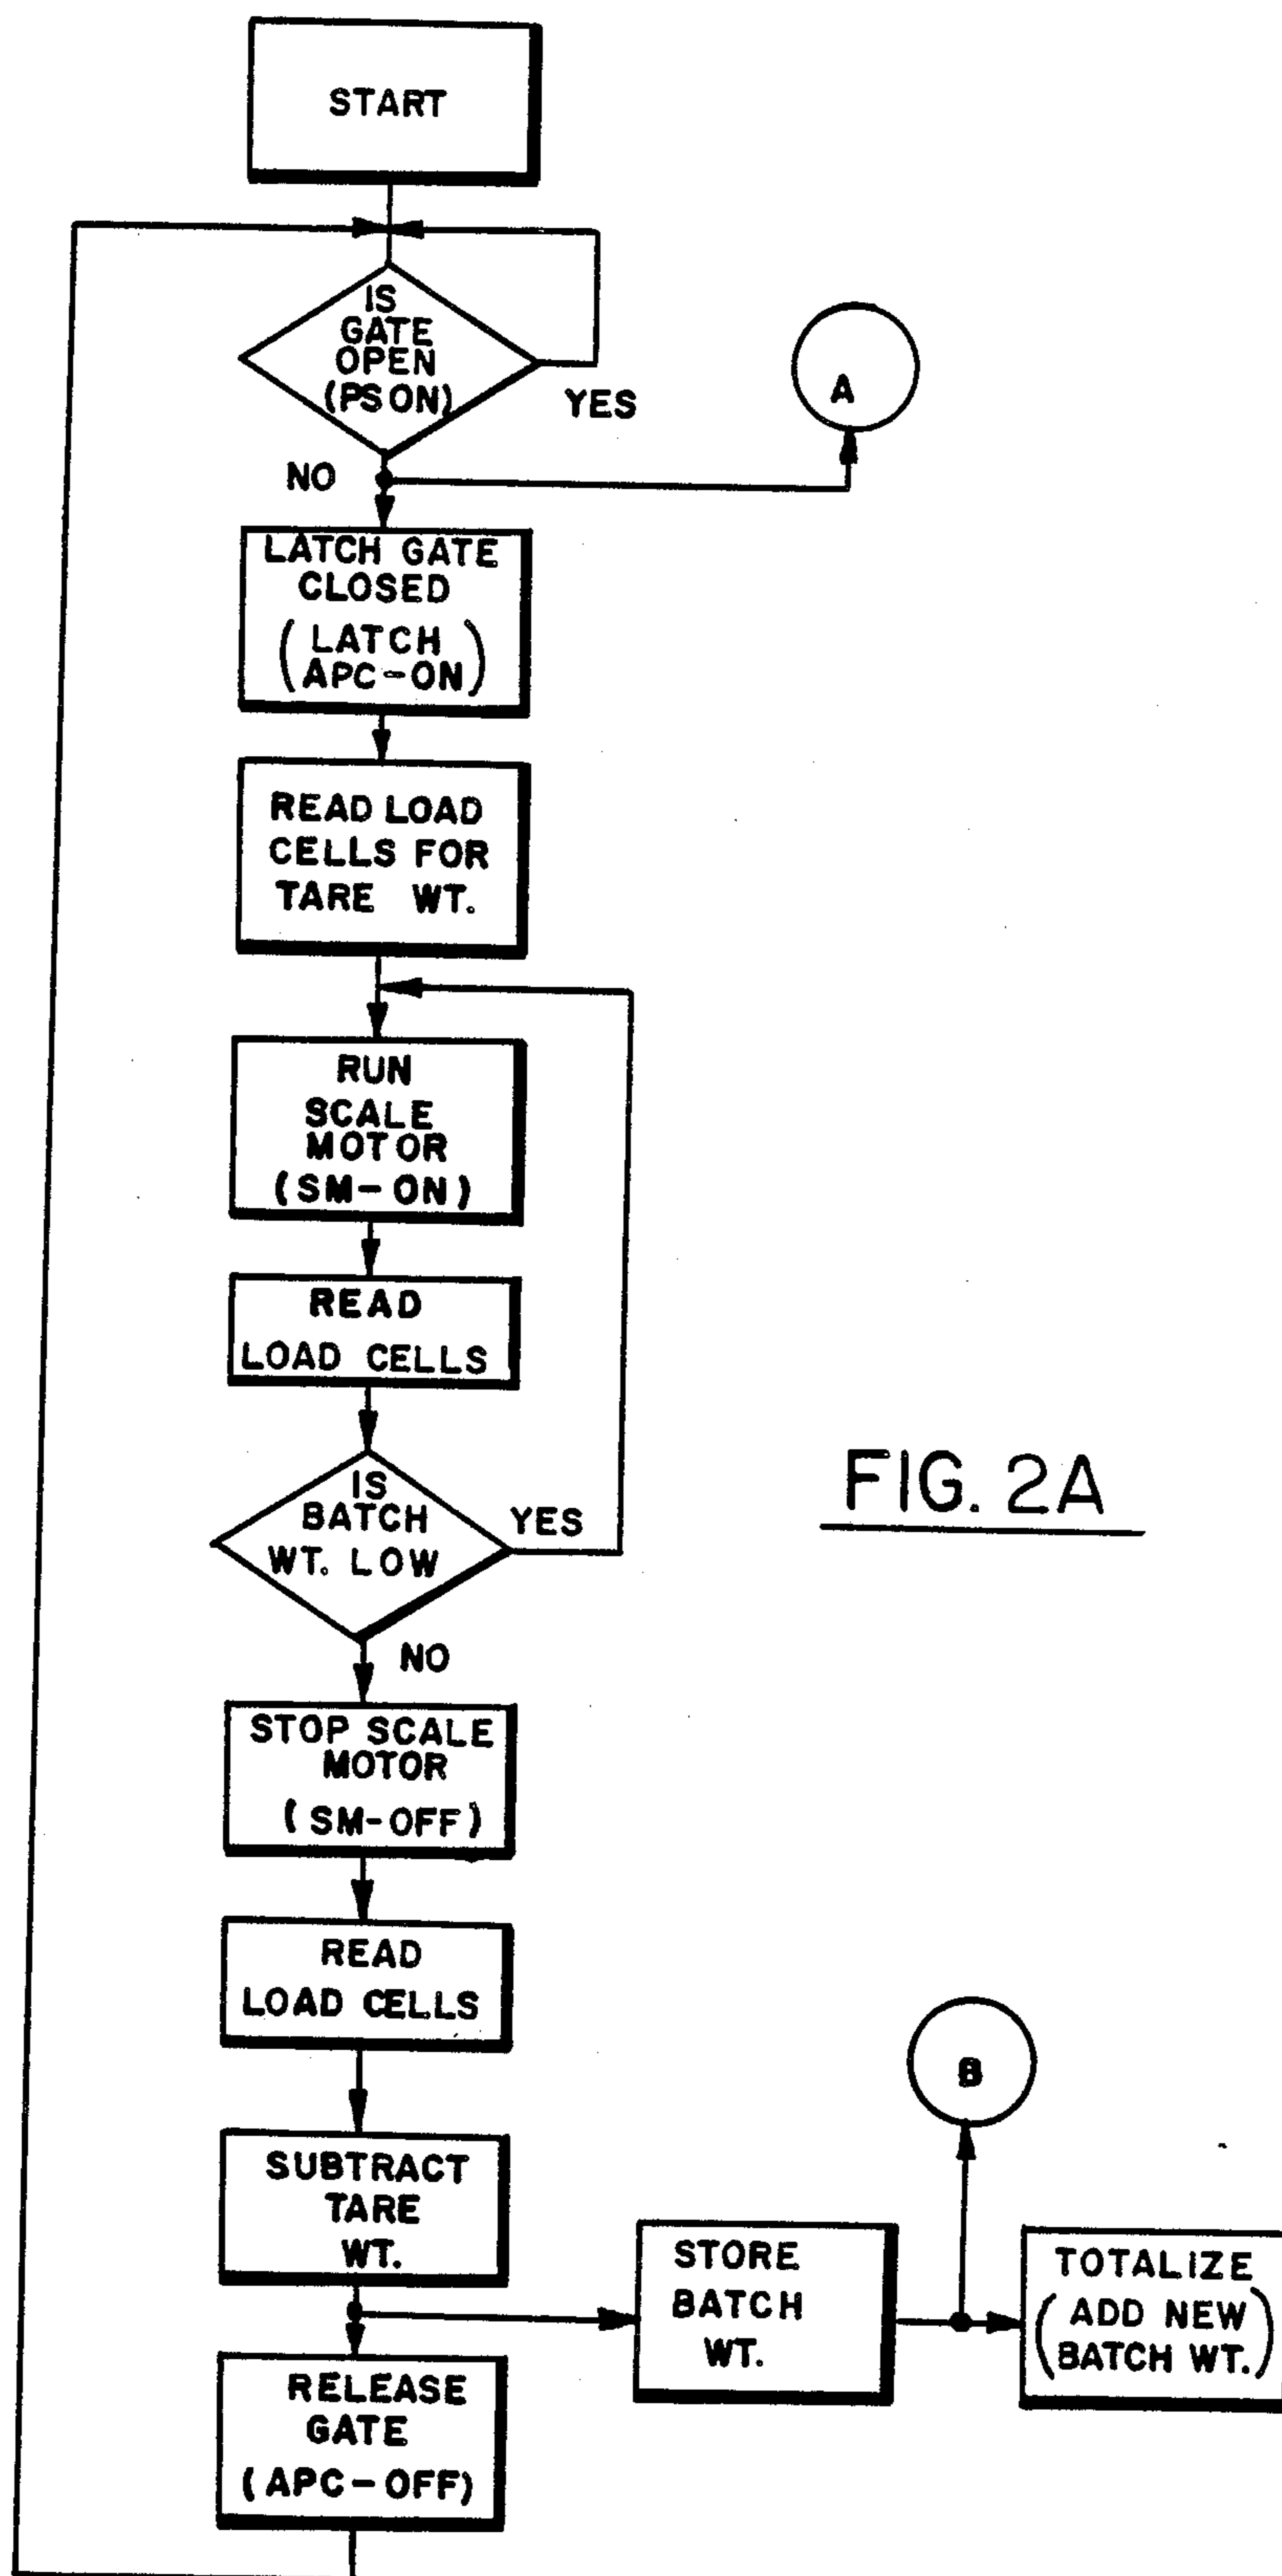 START
IS
GATE
OPEN
(PS ON)
YES
A
NO
LATCH GATE
CLOSED
(LATCH
APC-ON)
READ LOAD
CELLS FOR
TARE WT.
RUN
SCALE
MOTOR
(SM-ON)
READ
LOAD CELLS
IS
BATCH
WT. LOW
YES
FIG. 2A
NO
STOP SCALE
MOTOR
(SM-OFF)
READ
LOAD CELLS
B
SUBTRACT
TARE
WT.
STORE
BATCH
WT.
TOTALIZE
(ADD NEW
BATCH WT.)
RELEASE
GATE
(APC-OFF)